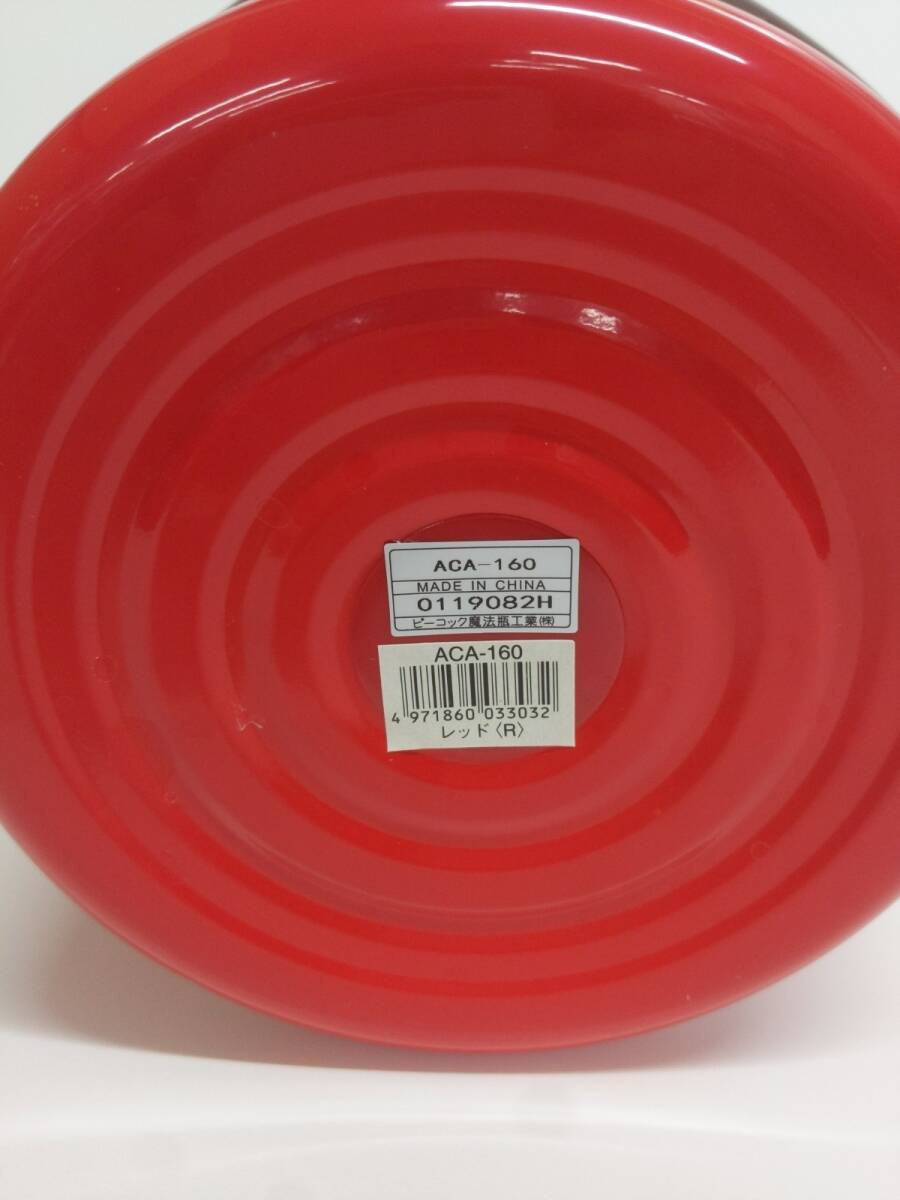 ACA-160
MADE IN CHINA
0119082H
ピーコック魔法瓶工業㈱
ACA-160
4 971860 033032
レッド〈R〉